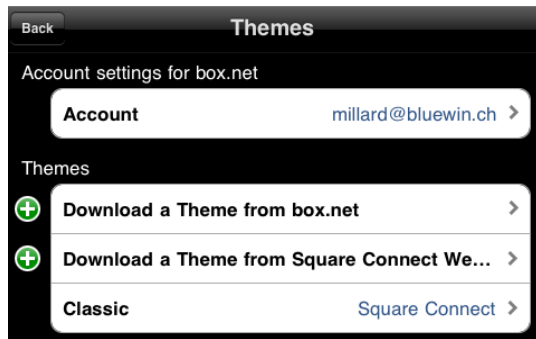 Back
Themes
Account settings for box.net
Account millard@bluewin.ch
Themes
Download a Theme from box.net
Download a Theme from Square Connect We...
Classic Square Connect